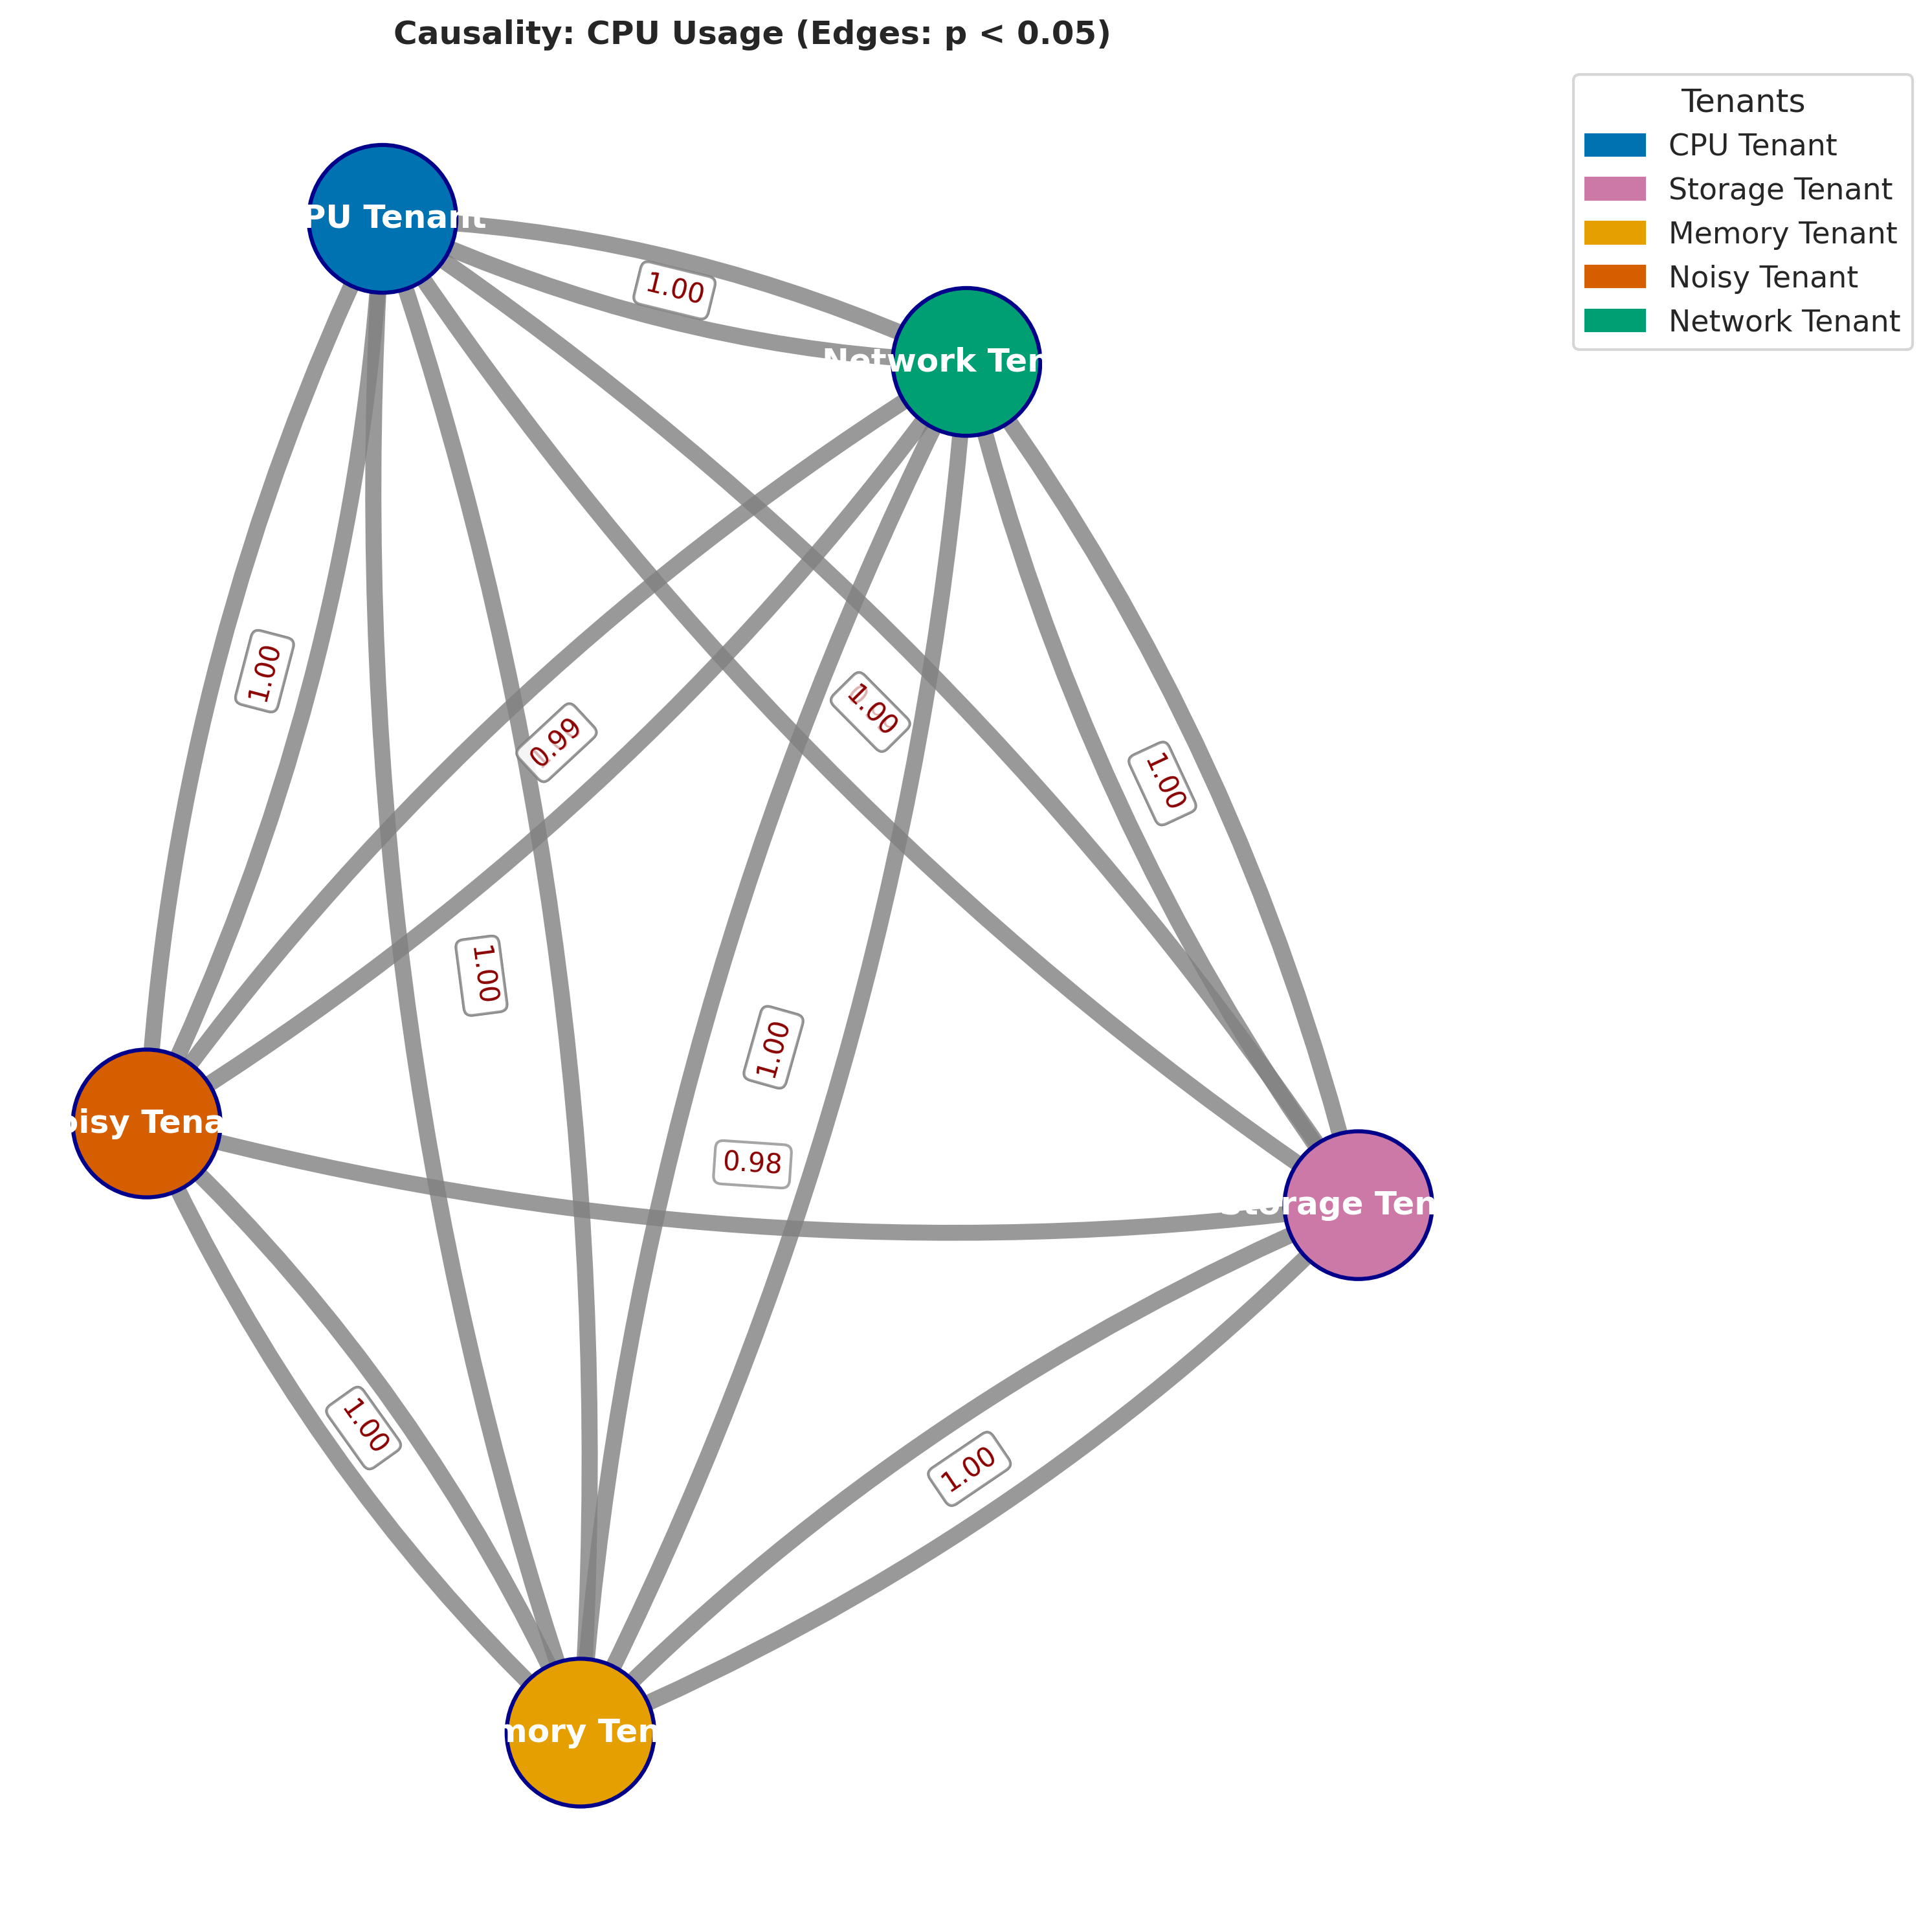 Causality: CPU Usage (Edges: p < 0.05)
Tenants
CPU Tenant
Storage Tenant
Memory Tenant
Noisy Tenant
Network Tenant
PU Tenant
1.00
Network Ten
1.00
0.99
1.00
1.00
1.00
1.00
oisy Tena
0.98
Storage Ten
1.00
1.00
mory Ten